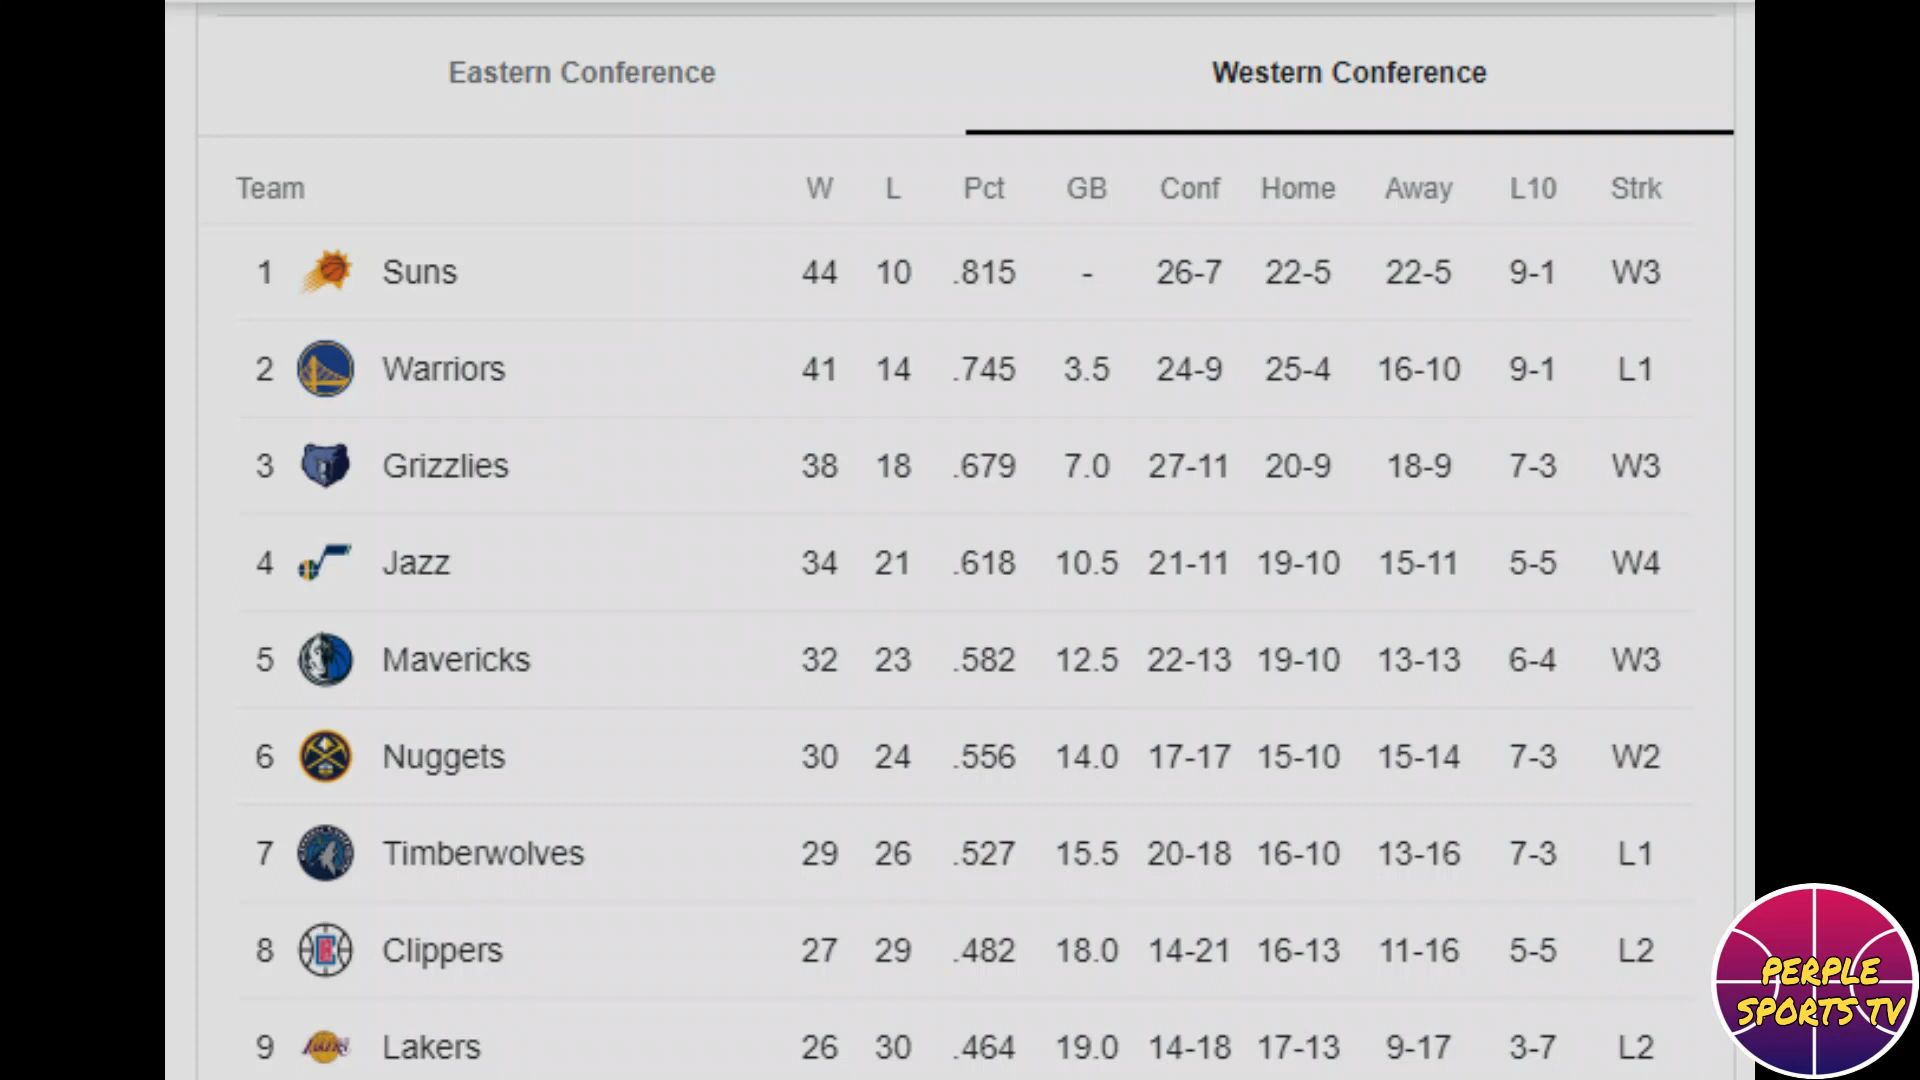 Eastern Conference Western Conference
Team W L Pct GB Conf Home Away L10 Strk
1 Suns 44 10 .815 - 26-7 22-5 22-5 9-1 W3
2 Warriors 41 14 .745 3.5 24-9 25-4 16-10 9-1 L1
3 Grizzlies 38 18 .679 7.0 27-11 20-9 18-9 7-3 W3
4 Jazz 34 21 .618 10.5 21-11 19-10 15-11 5-5 W4
5 Mavericks 32 23 .582 12.5 22-13 19-10 13-13 6-4 W3
6 Nuggets 30 24 .556 14.0 17-17 15-10 15-14 7-3 W2
7 Timberwolves 29 26 .527 15.5 20-18 16-10 13-16 7-3 L1
8 Clippers 27 29 .482 18.0 14-21 16-13 11-16 5-5 L2
9 Lakers 26 30 .464 19.0 14-18 17-13 9-17 3-7 L2
PERPLE
SPORTS TV